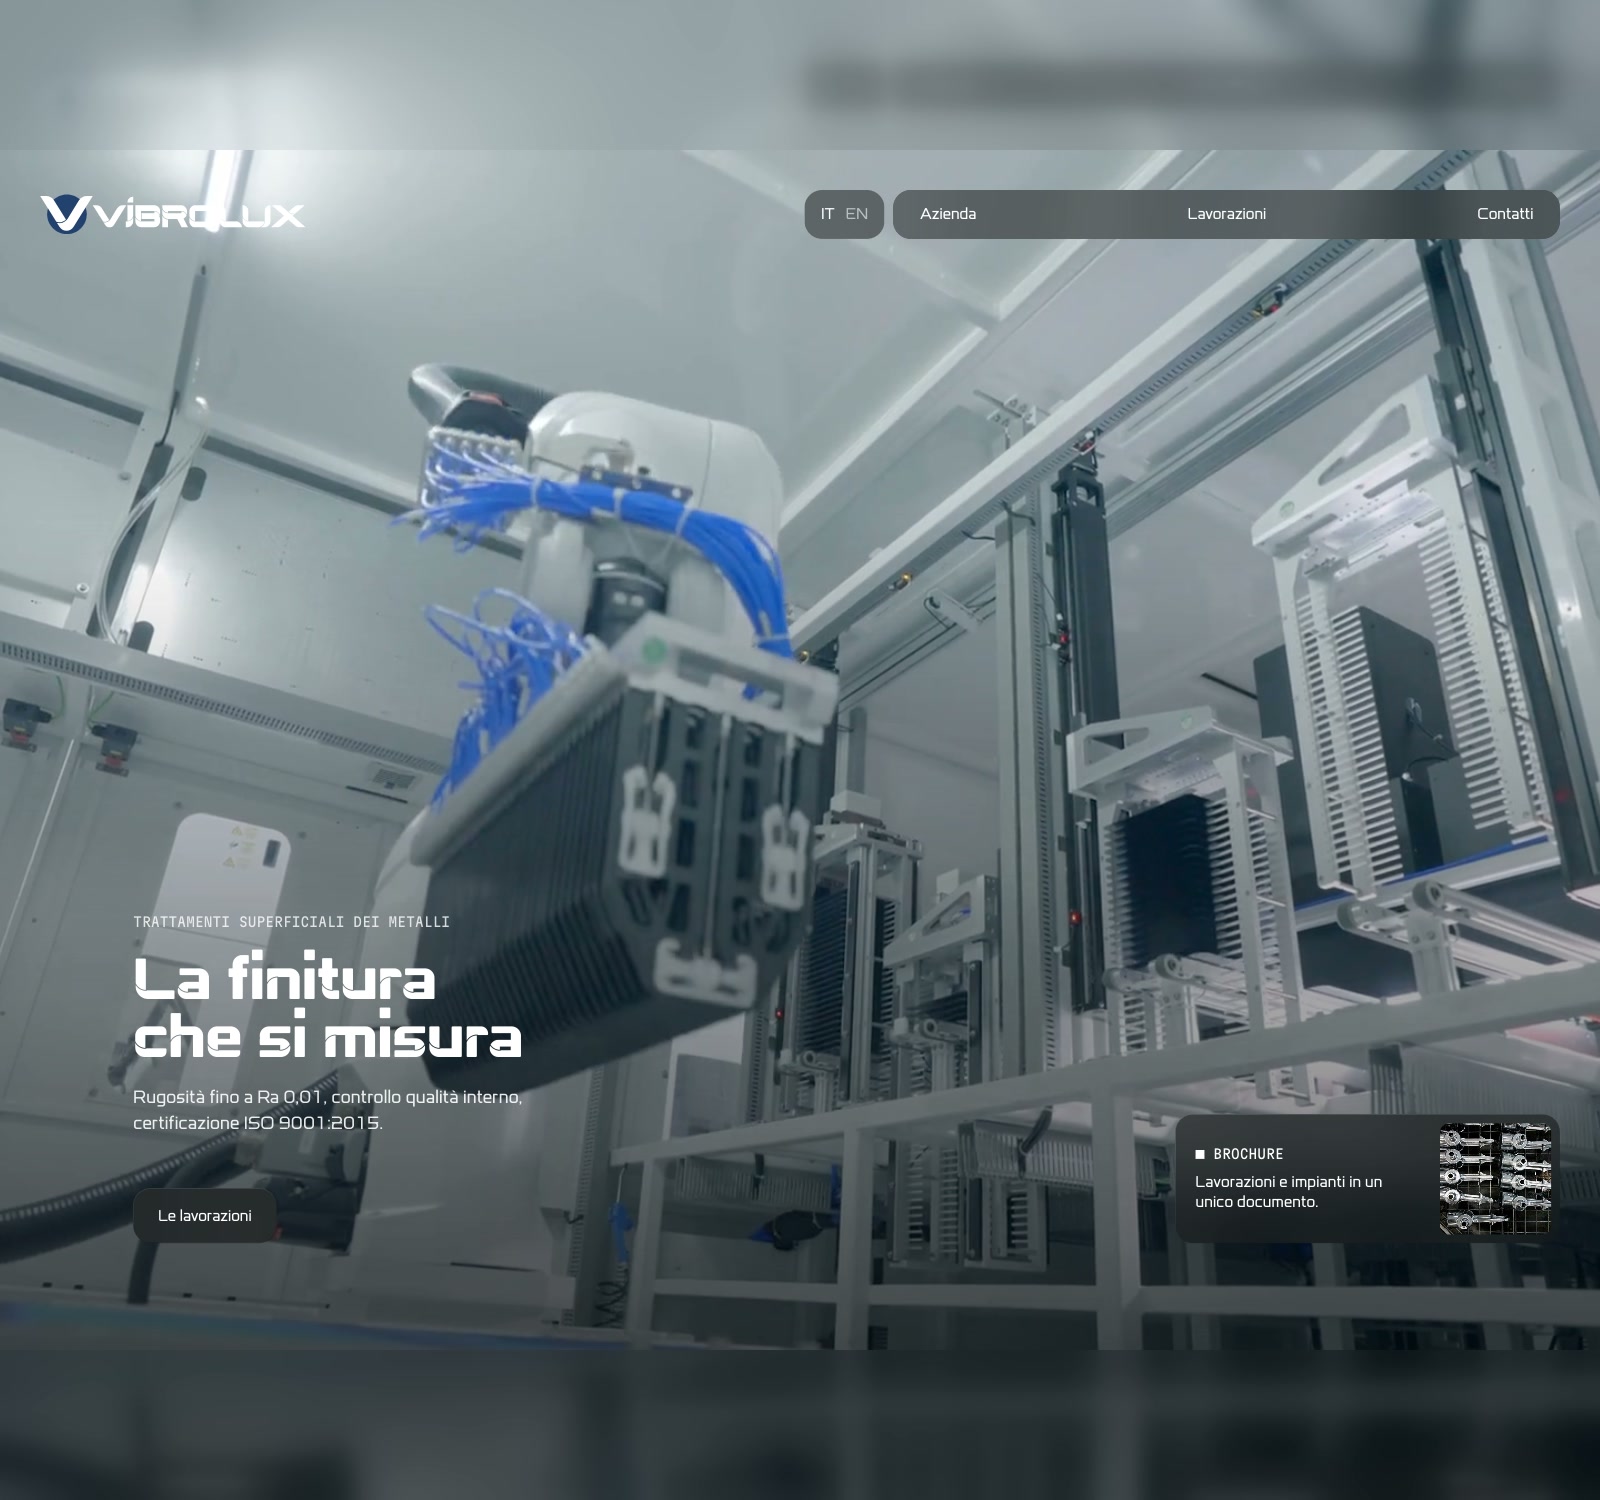 VIBROLUX
IT EN
Azienda
Lavorazioni
Contatti
TRATTAMENTI SUPERFICIALI DEI METALLI
La finitura
che si misura
Rugosità fino a Ra 0,01, controllo qualità interno,
certificazione ISO 9001:2015.
Le lavorazioni
BROCHURE
Lavorazioni e impianti in un
unico documento.